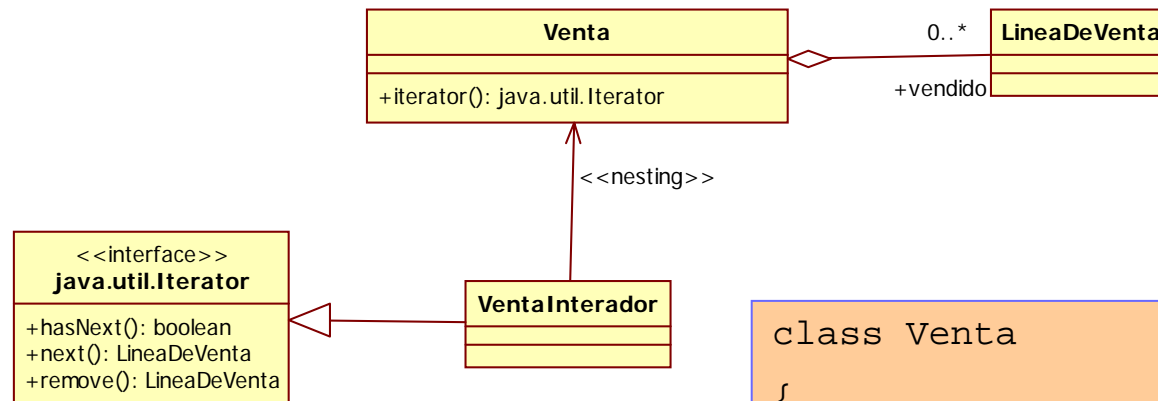 Venta
+iterator(): java.util.Iterator
0..*
LineaDeVenta
+vendido
<<nesting>>
<<interface>>
java.util.Iterator
+hasNext(): boolean
+next(): LineaDeVenta
+remove(): LineaDeVenta
VentaInterador
class Venta
{